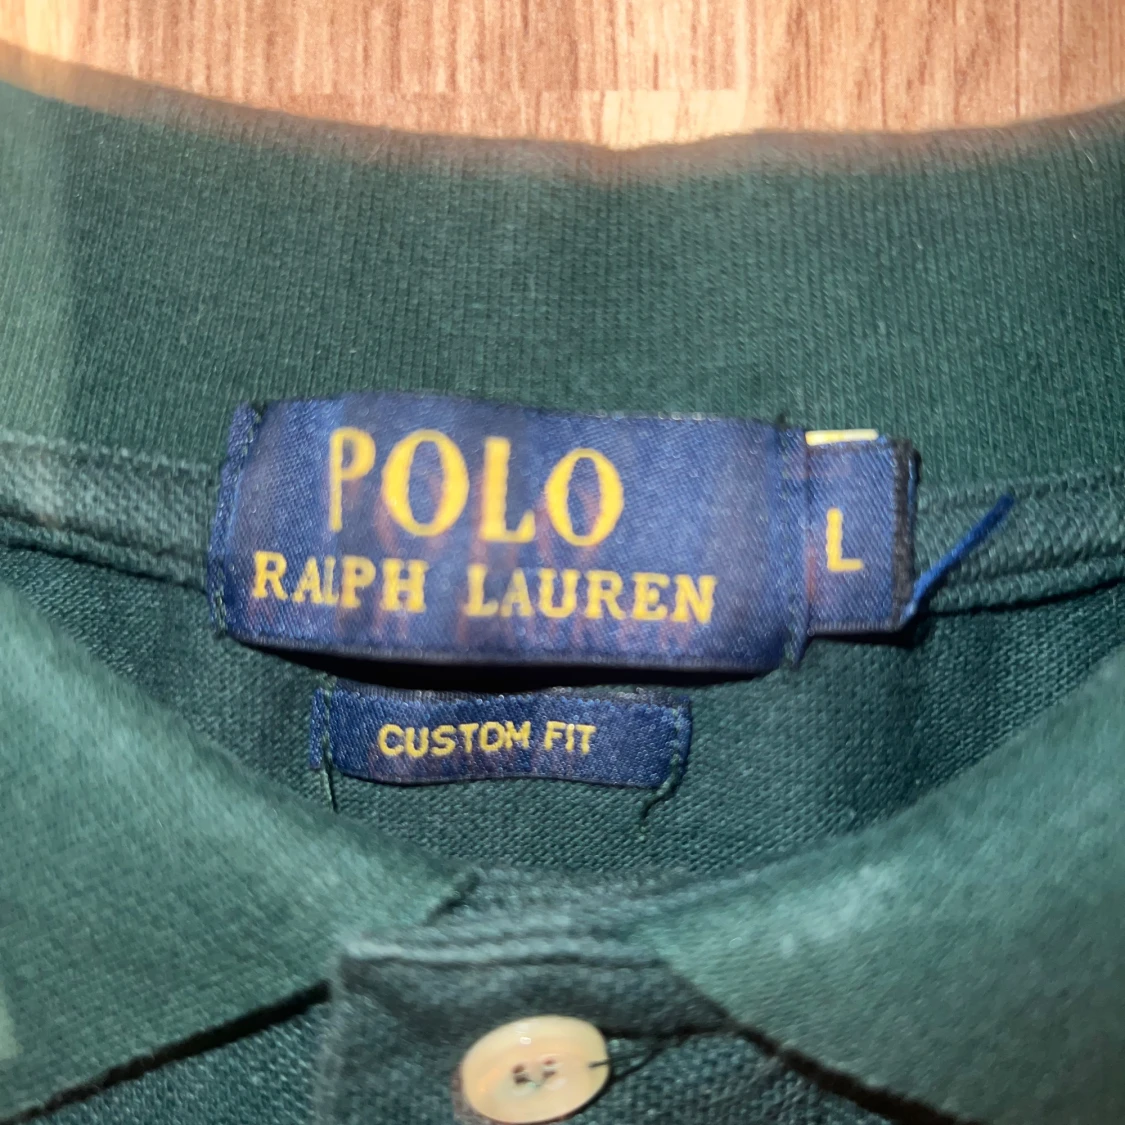 POLO
RALPH LAUREN
L
CUSTOM FIT